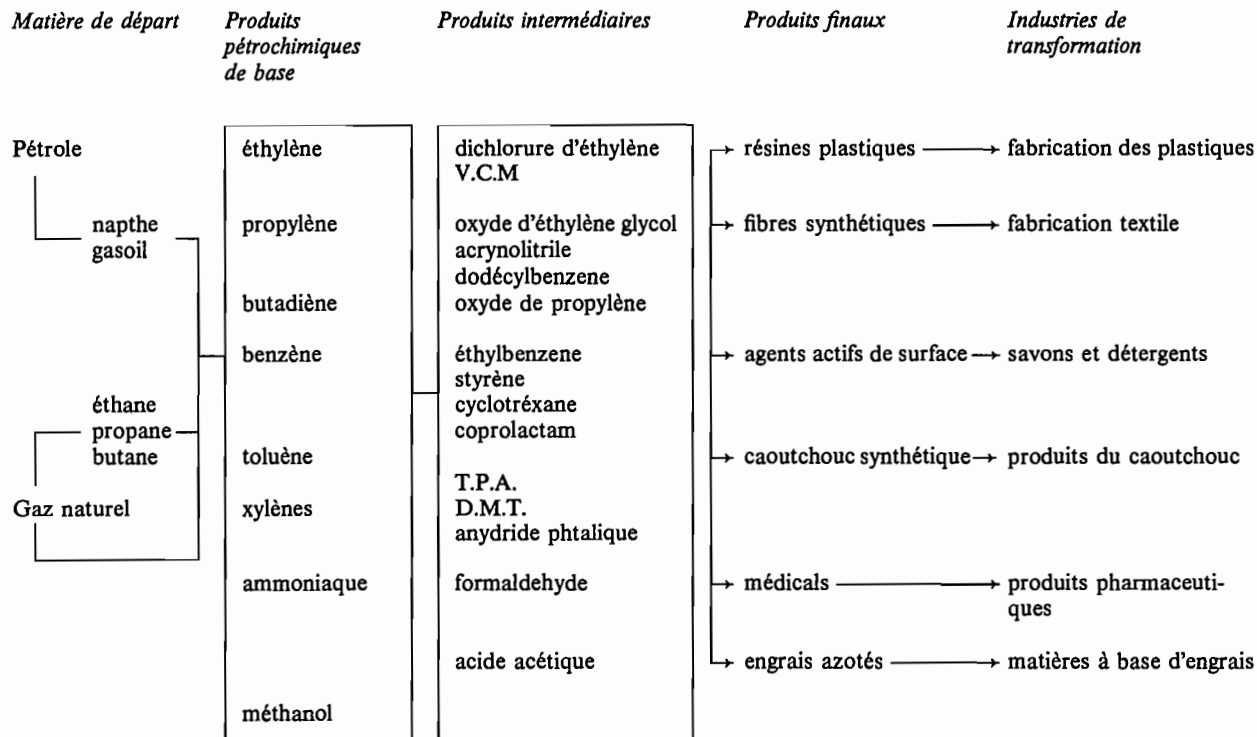 Matière de départ
Produits
pétrochimiques
de base
Produits intermédiaires
Produits finaux
Industries de
transformation
Pétrole
napthe
gasoil
éthane
propane
butane
Gaz naturel
éthylène
propylène
butadiène
benzène
toluène
xylènes
ammoniaque
méthanol
dichlorure d'éthylène
V.C.M
oxyde d'éthylène glycol
acrynolitrile
dodécylbenzene
oxyde de propylène
éthylbenzene
styrène
cyclotréxane
coprolactam
T.P.A.
D.M.T.
anydride phtalique
formaldehyde
acide acétique
résines plastiques
fibres synthétiques
agents actifs de surface
caoutchouc synthétique
médicals
engrais azotés
fabrication des plastiques
fabrication textile
savons et détergents
produits du caoutchouc
produits pharmaceuti-
ques
matières à base d'engrais